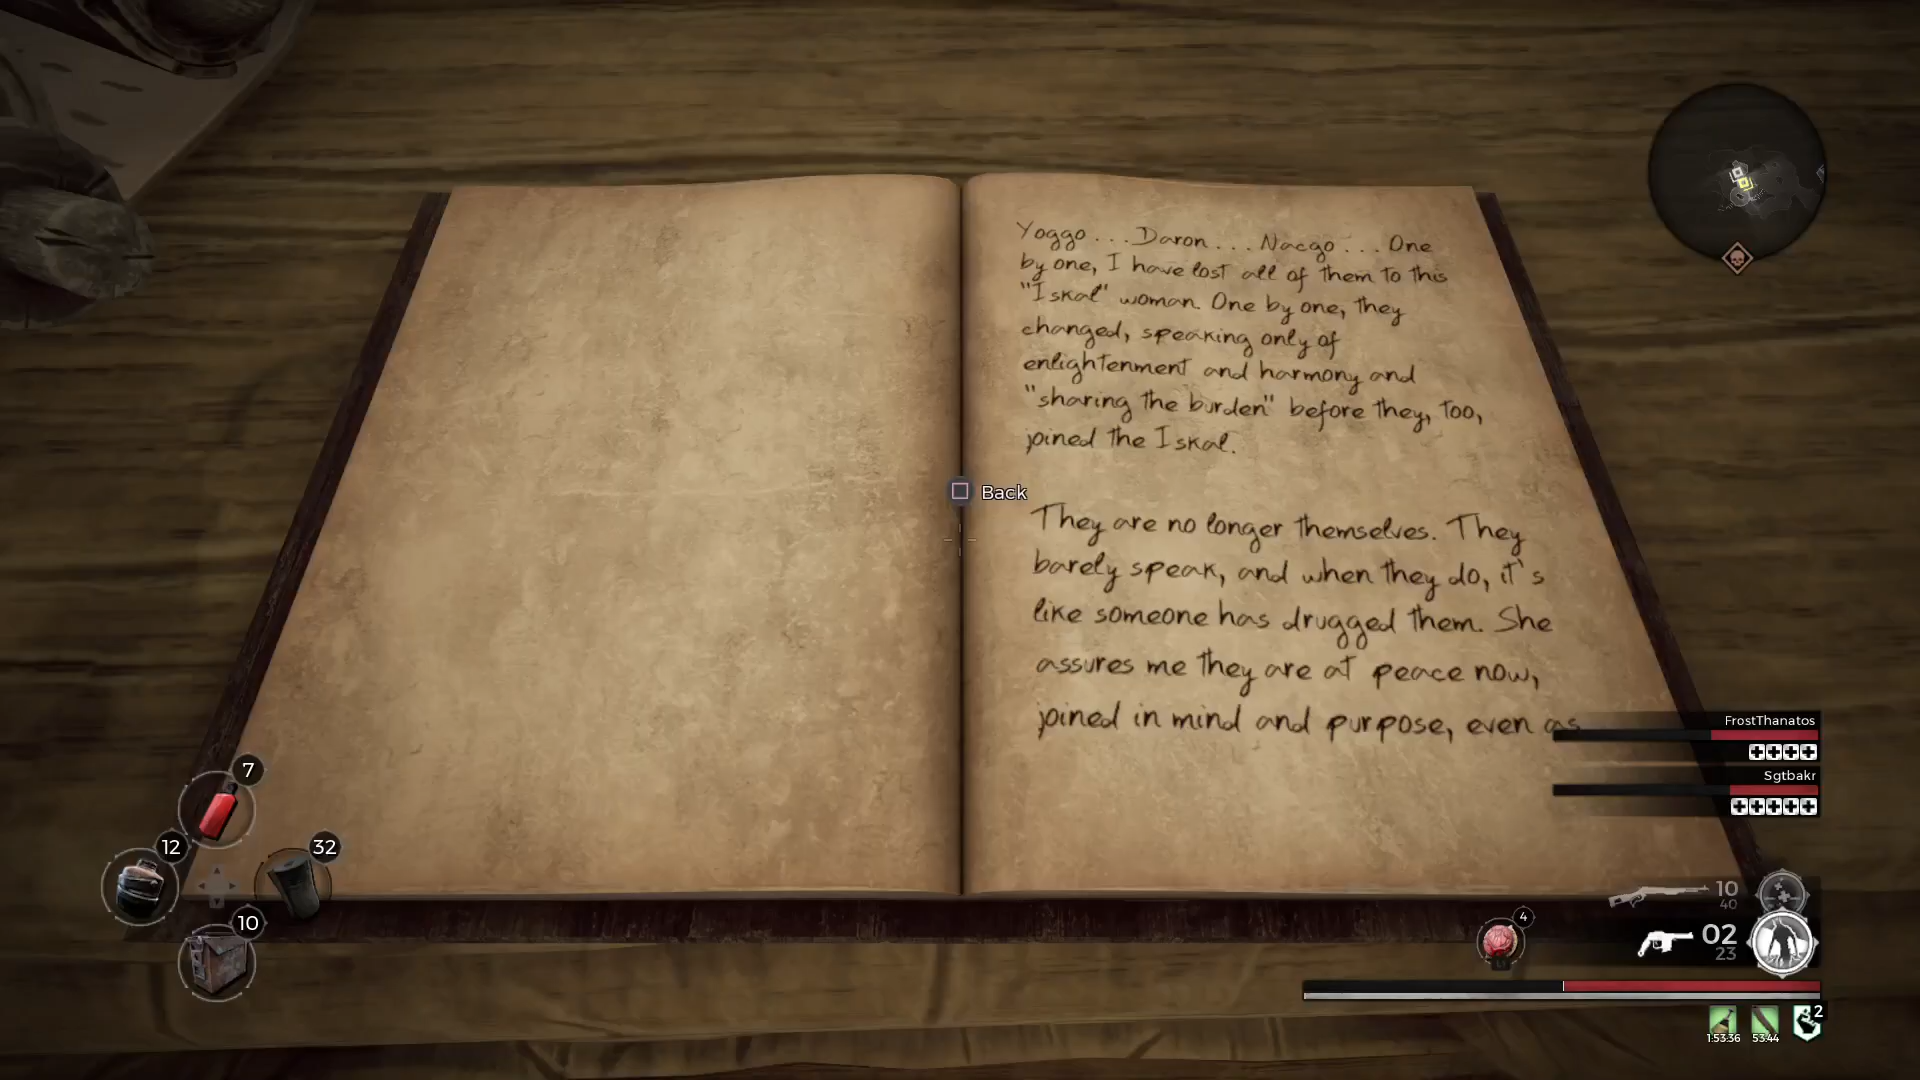 Yoggo...Daron...Nacgo...One
by one, I have lost all of them to this
"Iskal" woman. One by one, they
changed, speaking only of
enlightenment and harmony and
"sharing the burden" before they, too,
joined the Iskal.
Back
They are no longer themselves. They
barely speak, and when they do, it's
like someone has drugged them. She
assures me they are at peace now,
joined in mind and purpose, even as
FrostThanatos
Sgtbakr
7
12
32
10
10
40
4
02
23
2
1:53:36
53:44